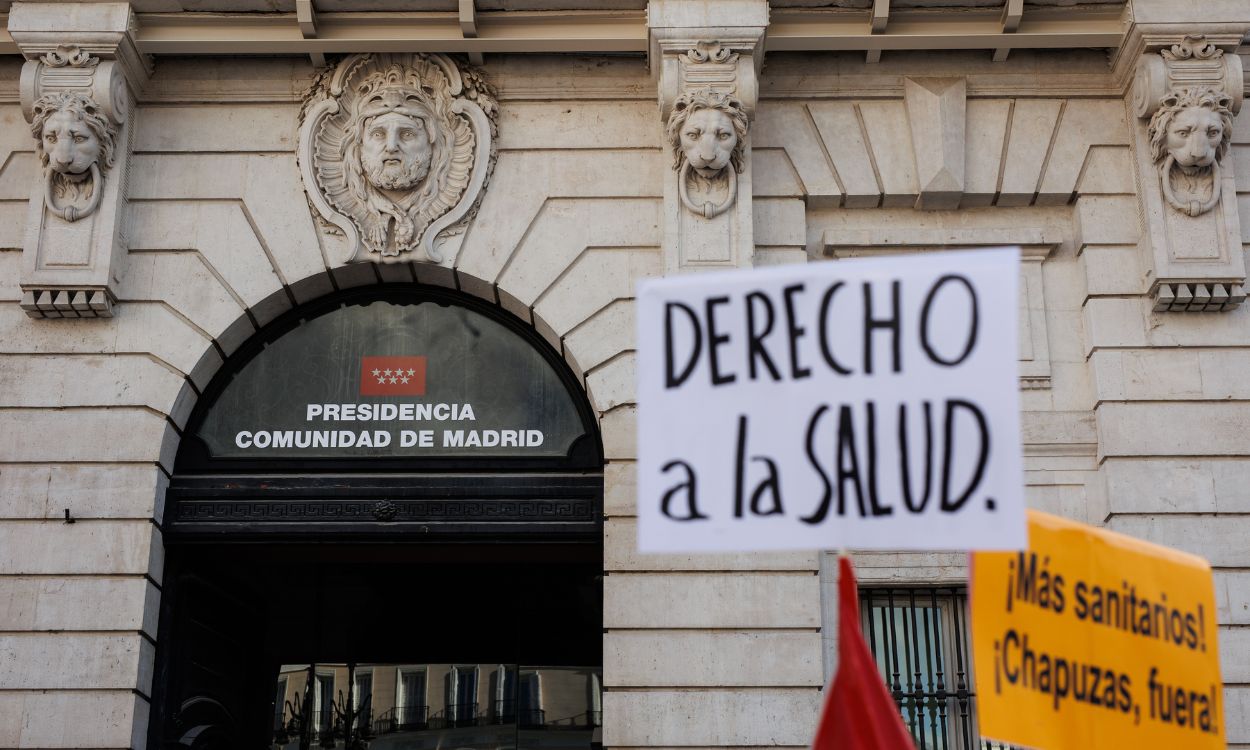 PRESIDENCIA
COMUNIDAD DE MADRID
DERECHO
a la SALUD.
¡Más sanitarios!
¡Chapuzas, fuera!